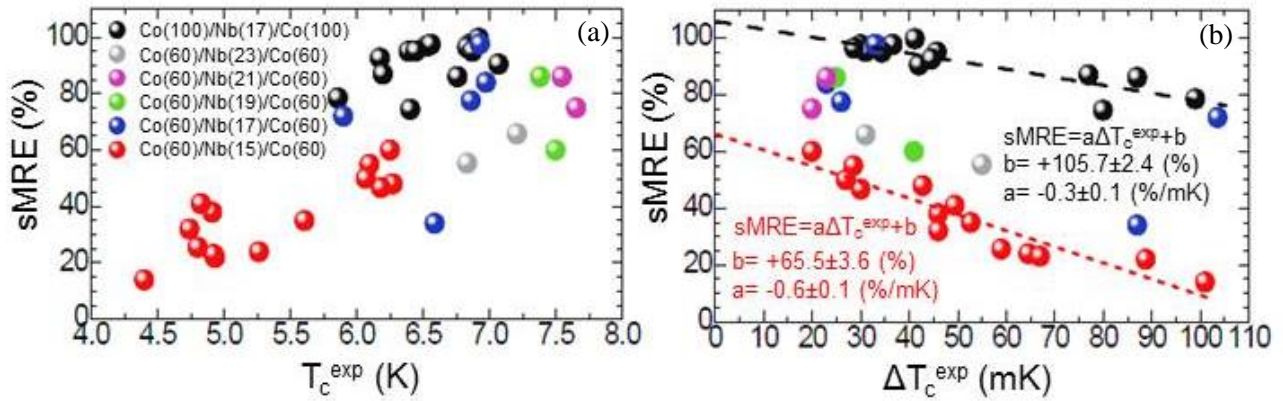 (a)
Co(100)/Nb(17)/Co(100)
Co(60)/Nb(23)/Co(60)
Co(60)/Nb(21)/Co(60)
Co(60)/Nb(19)/Co(60)
Co(60)/Nb(17)/Co(60)
Co(60)/Nb(15)/Co(60)
sMRE (%)
100
80
60
40
20
0
4.0 4.5 5.0 5.5 6.0 6.5 7.0 7.5 8.0
T_c^exp (K)
(b)
sMRE (%)
100
80
60
40
20
0
sMRE=aΔT_c^exp+b
b= +105.7±2.4 (%)
a= -0.3±0.1 (%/mK)
sMRE=aΔT_c^exp+b
b= +65.5±3.6 (%)
a= -0.6±0.1 (%/mK)
0 10 20 30 40 50 60 70 80 90 100 110
ΔT_c^exp (mK)